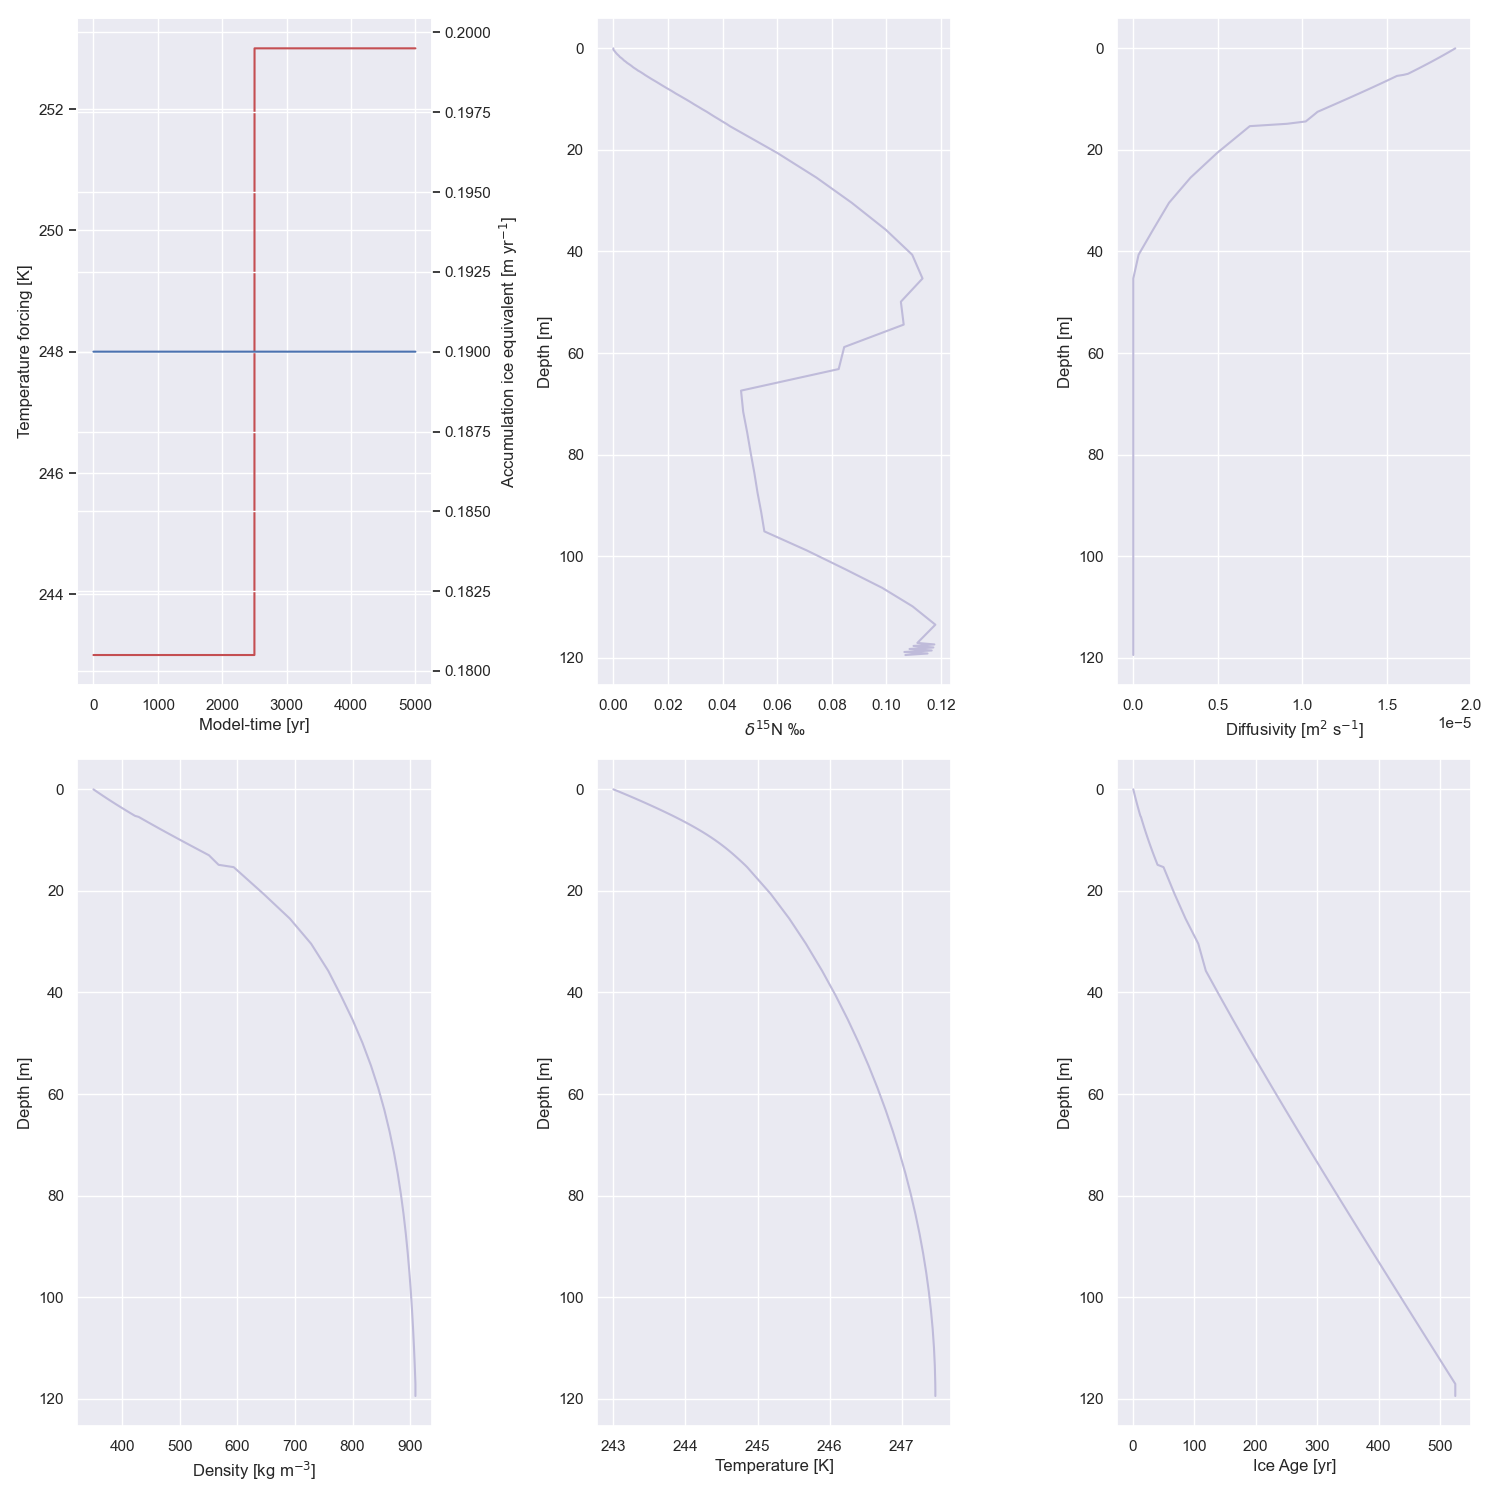 Temperature forcing [K]
252
250
248
246
244
0.2000
0.1975
0.1950
0.1925
0.1900
0.1875
0.1850
0.1825
0.1800
Accumulation ice equivalent [m yr⁻¹]
0 1000 2000 3000 4000 5000
Model-time [yr]
Depth [m]
0
20
40
60
80
100
120
0.00 0.02 0.04 0.06 0.08 0.10 0.12
δ¹⁵N ‰
Depth [m]
0
20
40
60
80
100
120
0.0 0.5 1.0 1.5 2.0
1e−5
Diffusivity [m² s⁻¹]
Depth [m]
0
20
40
60
80
100
120
400 500 600 700 800 900
Density [kg m⁻³]
Depth [m]
0
20
40
60
80
100
120
243 244 245 246 247
Temperature [K]
Depth [m]
0
20
40
60
80
100
120
0 100 200 300 400 500
Ice Age [yr]